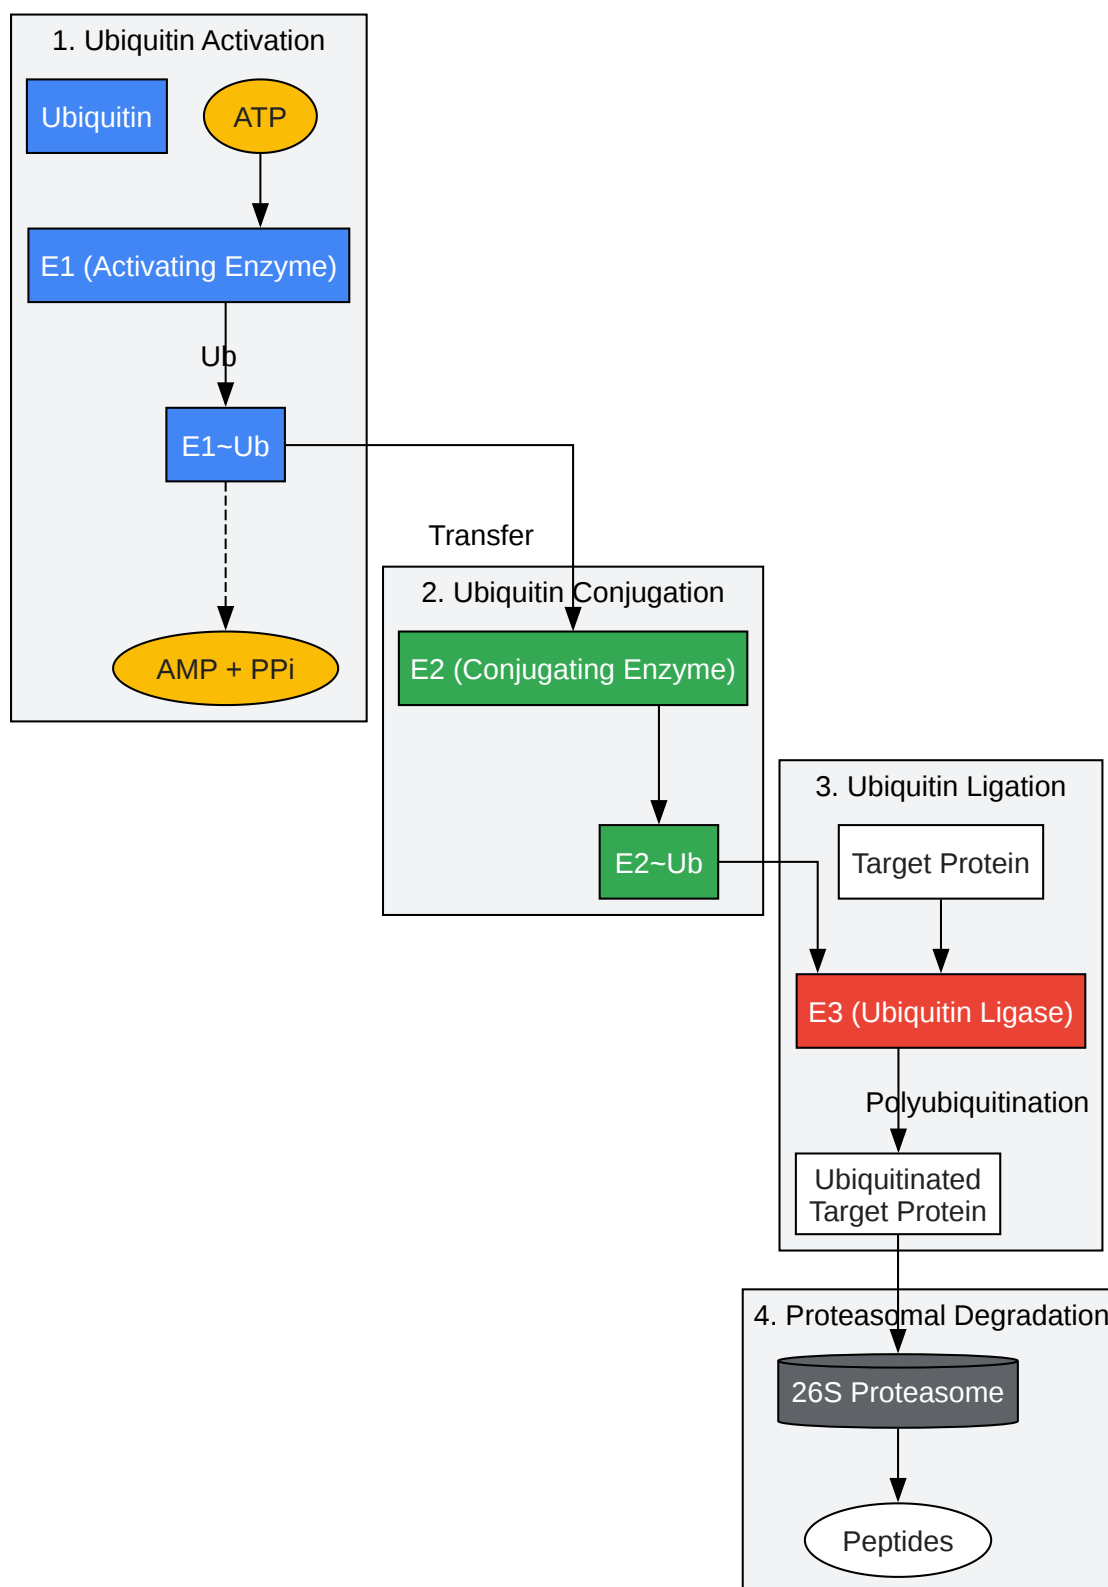 1. Ubiquitin Activation
Ubiquitin
ATP
E1 (Activating Enzyme)
Ub
E1~Ub
AMP + PPi
Transfer
2. Ubiquitin Conjugation
E2 (Conjugating Enzyme)
E2~Ub
3. Ubiquitin Ligation
Target Protein
E3 (Ubiquitin Ligase)
Polyubiquitination
Ubiquitinated
Target Protein
4. Proteasomal Degradation
26S Proteasome
Peptides